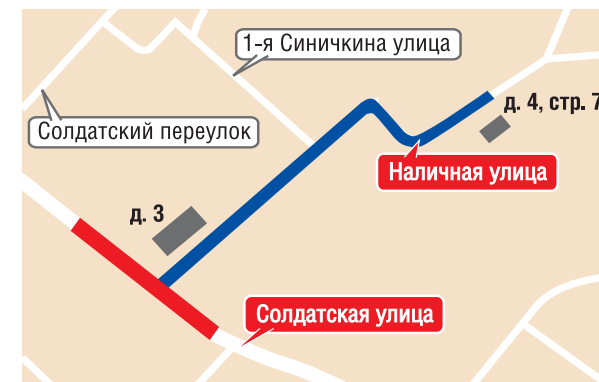 1-я Синичкина улица
д. 4, стр. 7
Солдатский переулок
Наличная улица
д. 3
Солдатская улица